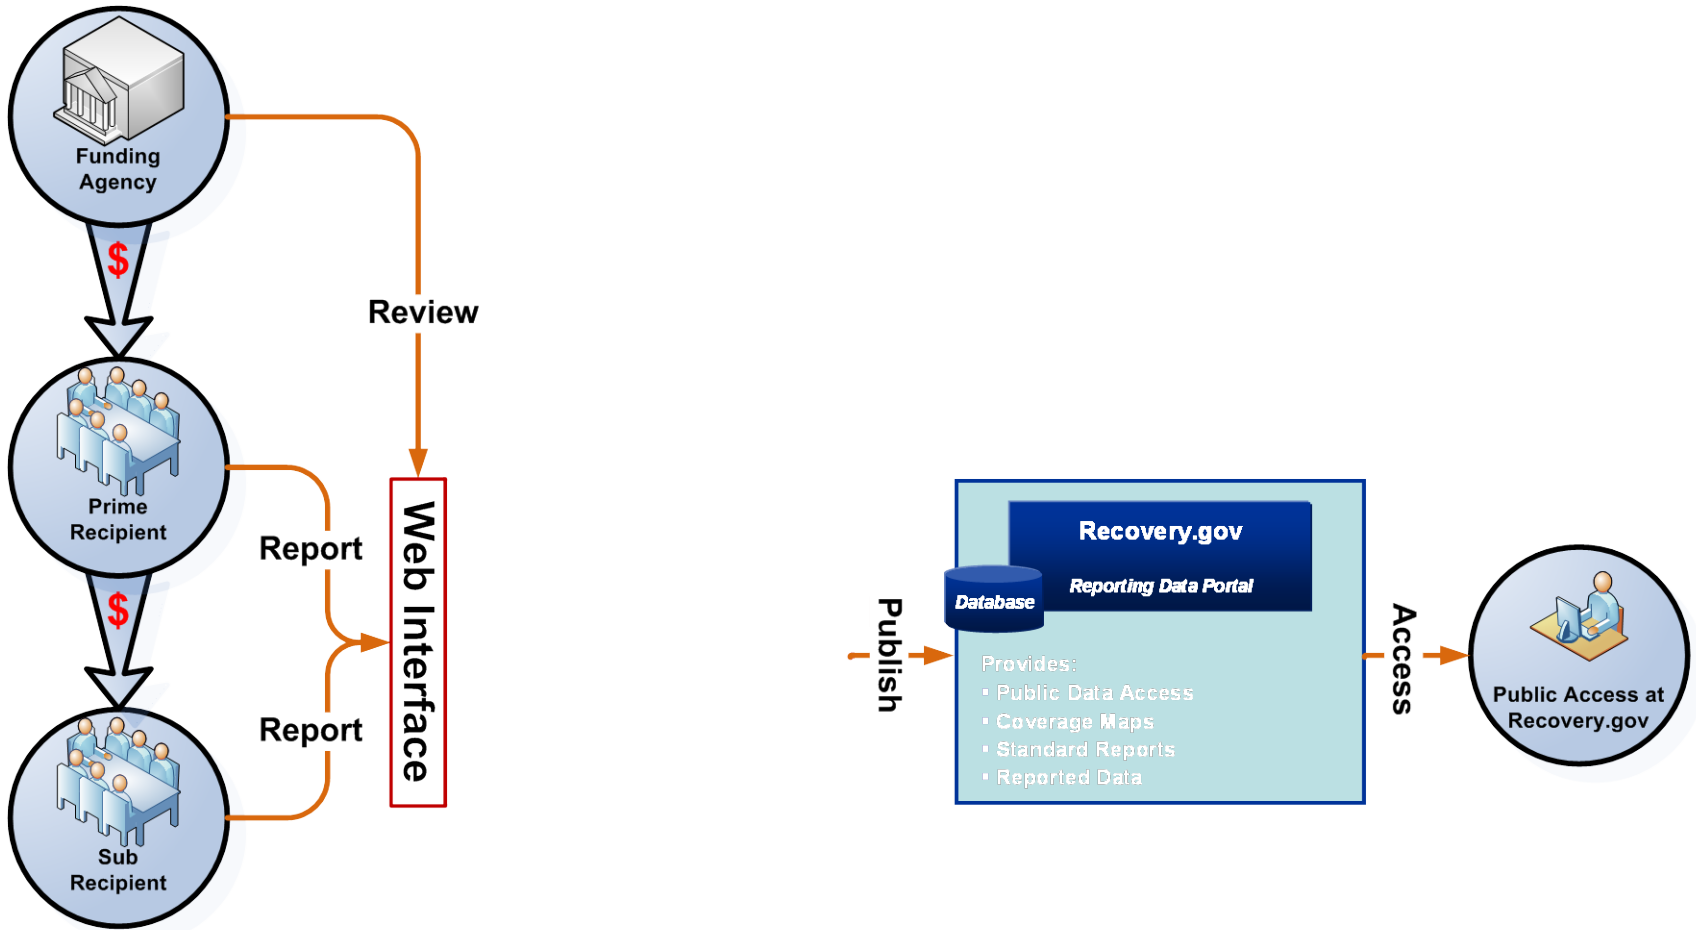 Funding
Agency
$
Review
Prime
Recipient
Report
$
Report
Sub
Recipient
Web Interface
Publish
Recovery.gov
Reporting Data Portal
Database
Provides:
▪ Public Data Access
▪ Coverage Maps
▪ Standard Reports
▪ Reported Data
Access
Public Access at
Recovery.gov